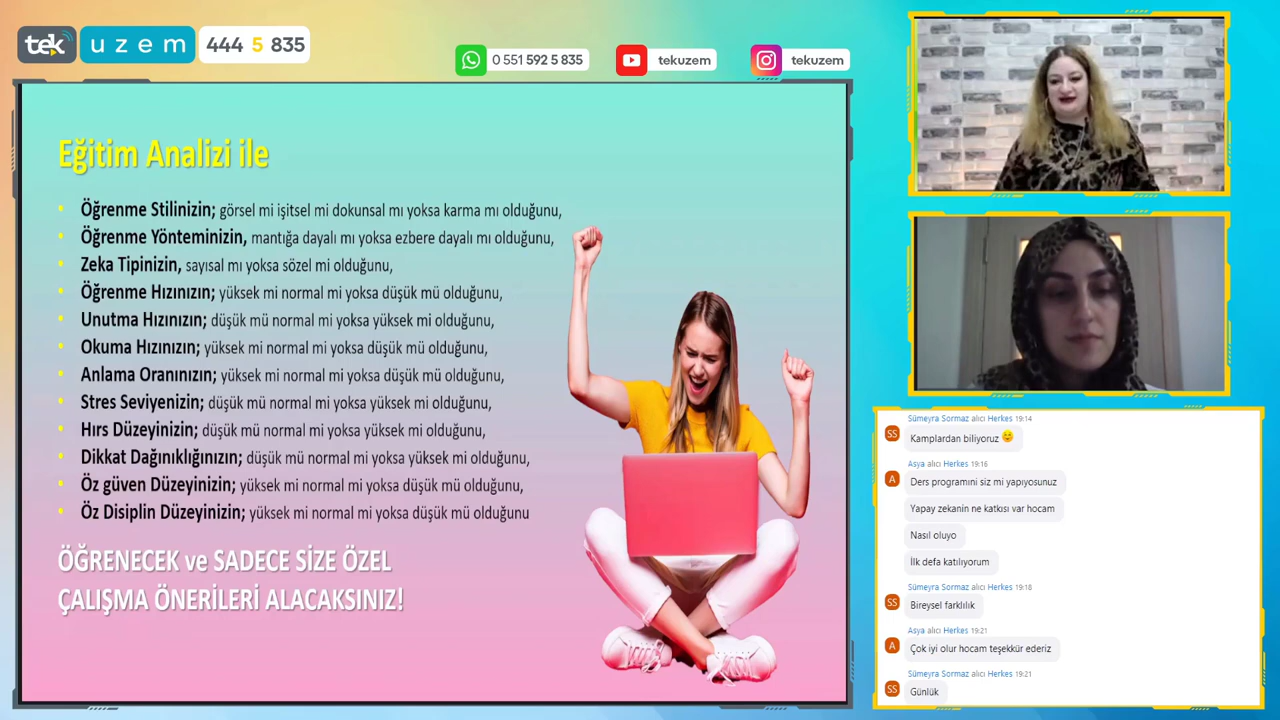 tek
uzem
444 5 835
0 551 592 5 835
tekuzem
tekuzem
Eğitim Analizi ile
• Öğrenme Stilinizin; görsel mi işitsel mi dokunsal mı yoksa karma mı olduğunu,
• Öğrenme Yönteminizin, mantığa dayalı mı yoksa ezbere dayalı mı olduğunu,
• Zeka Tipinizin, sayısal mı yoksa sözel mi olduğunu,
• Öğrenme Hızınızın; yüksek mi normal mi yoksa düşük mü olduğunu,
• Unutma Hızınızın; düşük mü normal mi yoksa yüksek mi olduğunu,
• Okuma Hızınızın; yüksek mi normal mi yoksa düşük mü olduğunu,
• Anlama Oranınızın; yüksek mi normal mi yoksa düşük mü olduğunu,
• Stres Seviyenizin; düşük mü normal mi yoksa yüksek mi olduğunu,
• Hırs Düzeyinizin; düşük mü normal mi yoksa yüksek mi olduğunu,
• Dikkat Dağınıklığınızın; düşük mü normal mi yoksa yüksek mi olduğunu,
• Öz güven Düzeyinizin; yüksek mi normal mi yoksa düşük mü olduğunu,
• Öz Disiplin Düzeyinizin; yüksek mi normal mi yoksa düşük mü olduğunu
ÖĞRENECEK ve SADECE SİZE ÖZEL
ÇALIŞMA ÖNERİLERİ ALACAKSINIZ!
Sümeyra Sormaz alıcı Herkes 19:14
SS
Kamplardan biliyoruz 😊
Asya alıcı Herkes 19:16
A
Ders programıni siz mi yapıyosunuz
Yapay zekanin ne katkısı var hocam
Nasıl oluyo
İlk defa katılıyorum
Sümeyra Sormaz alıcı Herkes 19:18
SS
Bireysel farklılık
Asya alıcı Herkes 19:21
A
Çok iyi olur hocam teşekkür ederiz
Sümeyra Sormaz alıcı Herkes 19:21
SS
Günlük